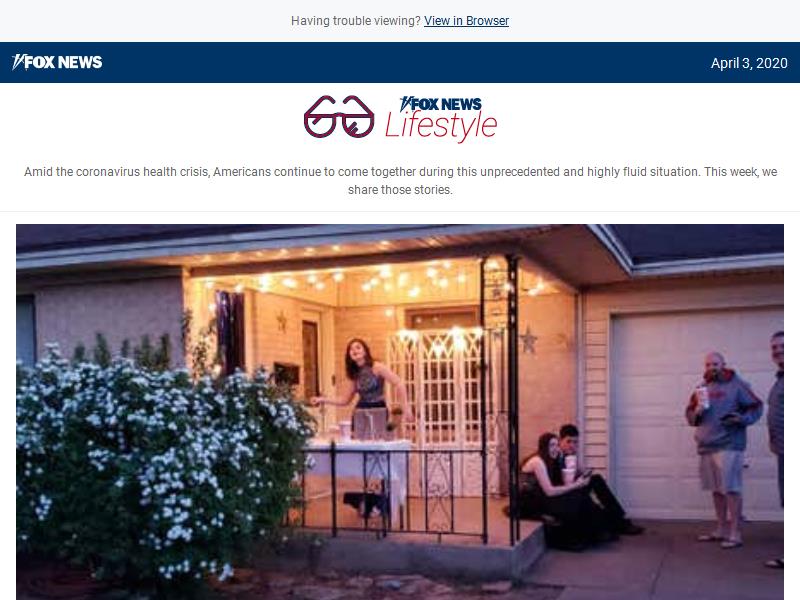 Having trouble viewing? View in Browser
FOX NEWS
April 3, 2020
FOX NEWS
Lifestyle
Amid the coronavirus health crisis, Americans continue to come together during this unprecedented and highly fluid situation. This week, we
share those stories.